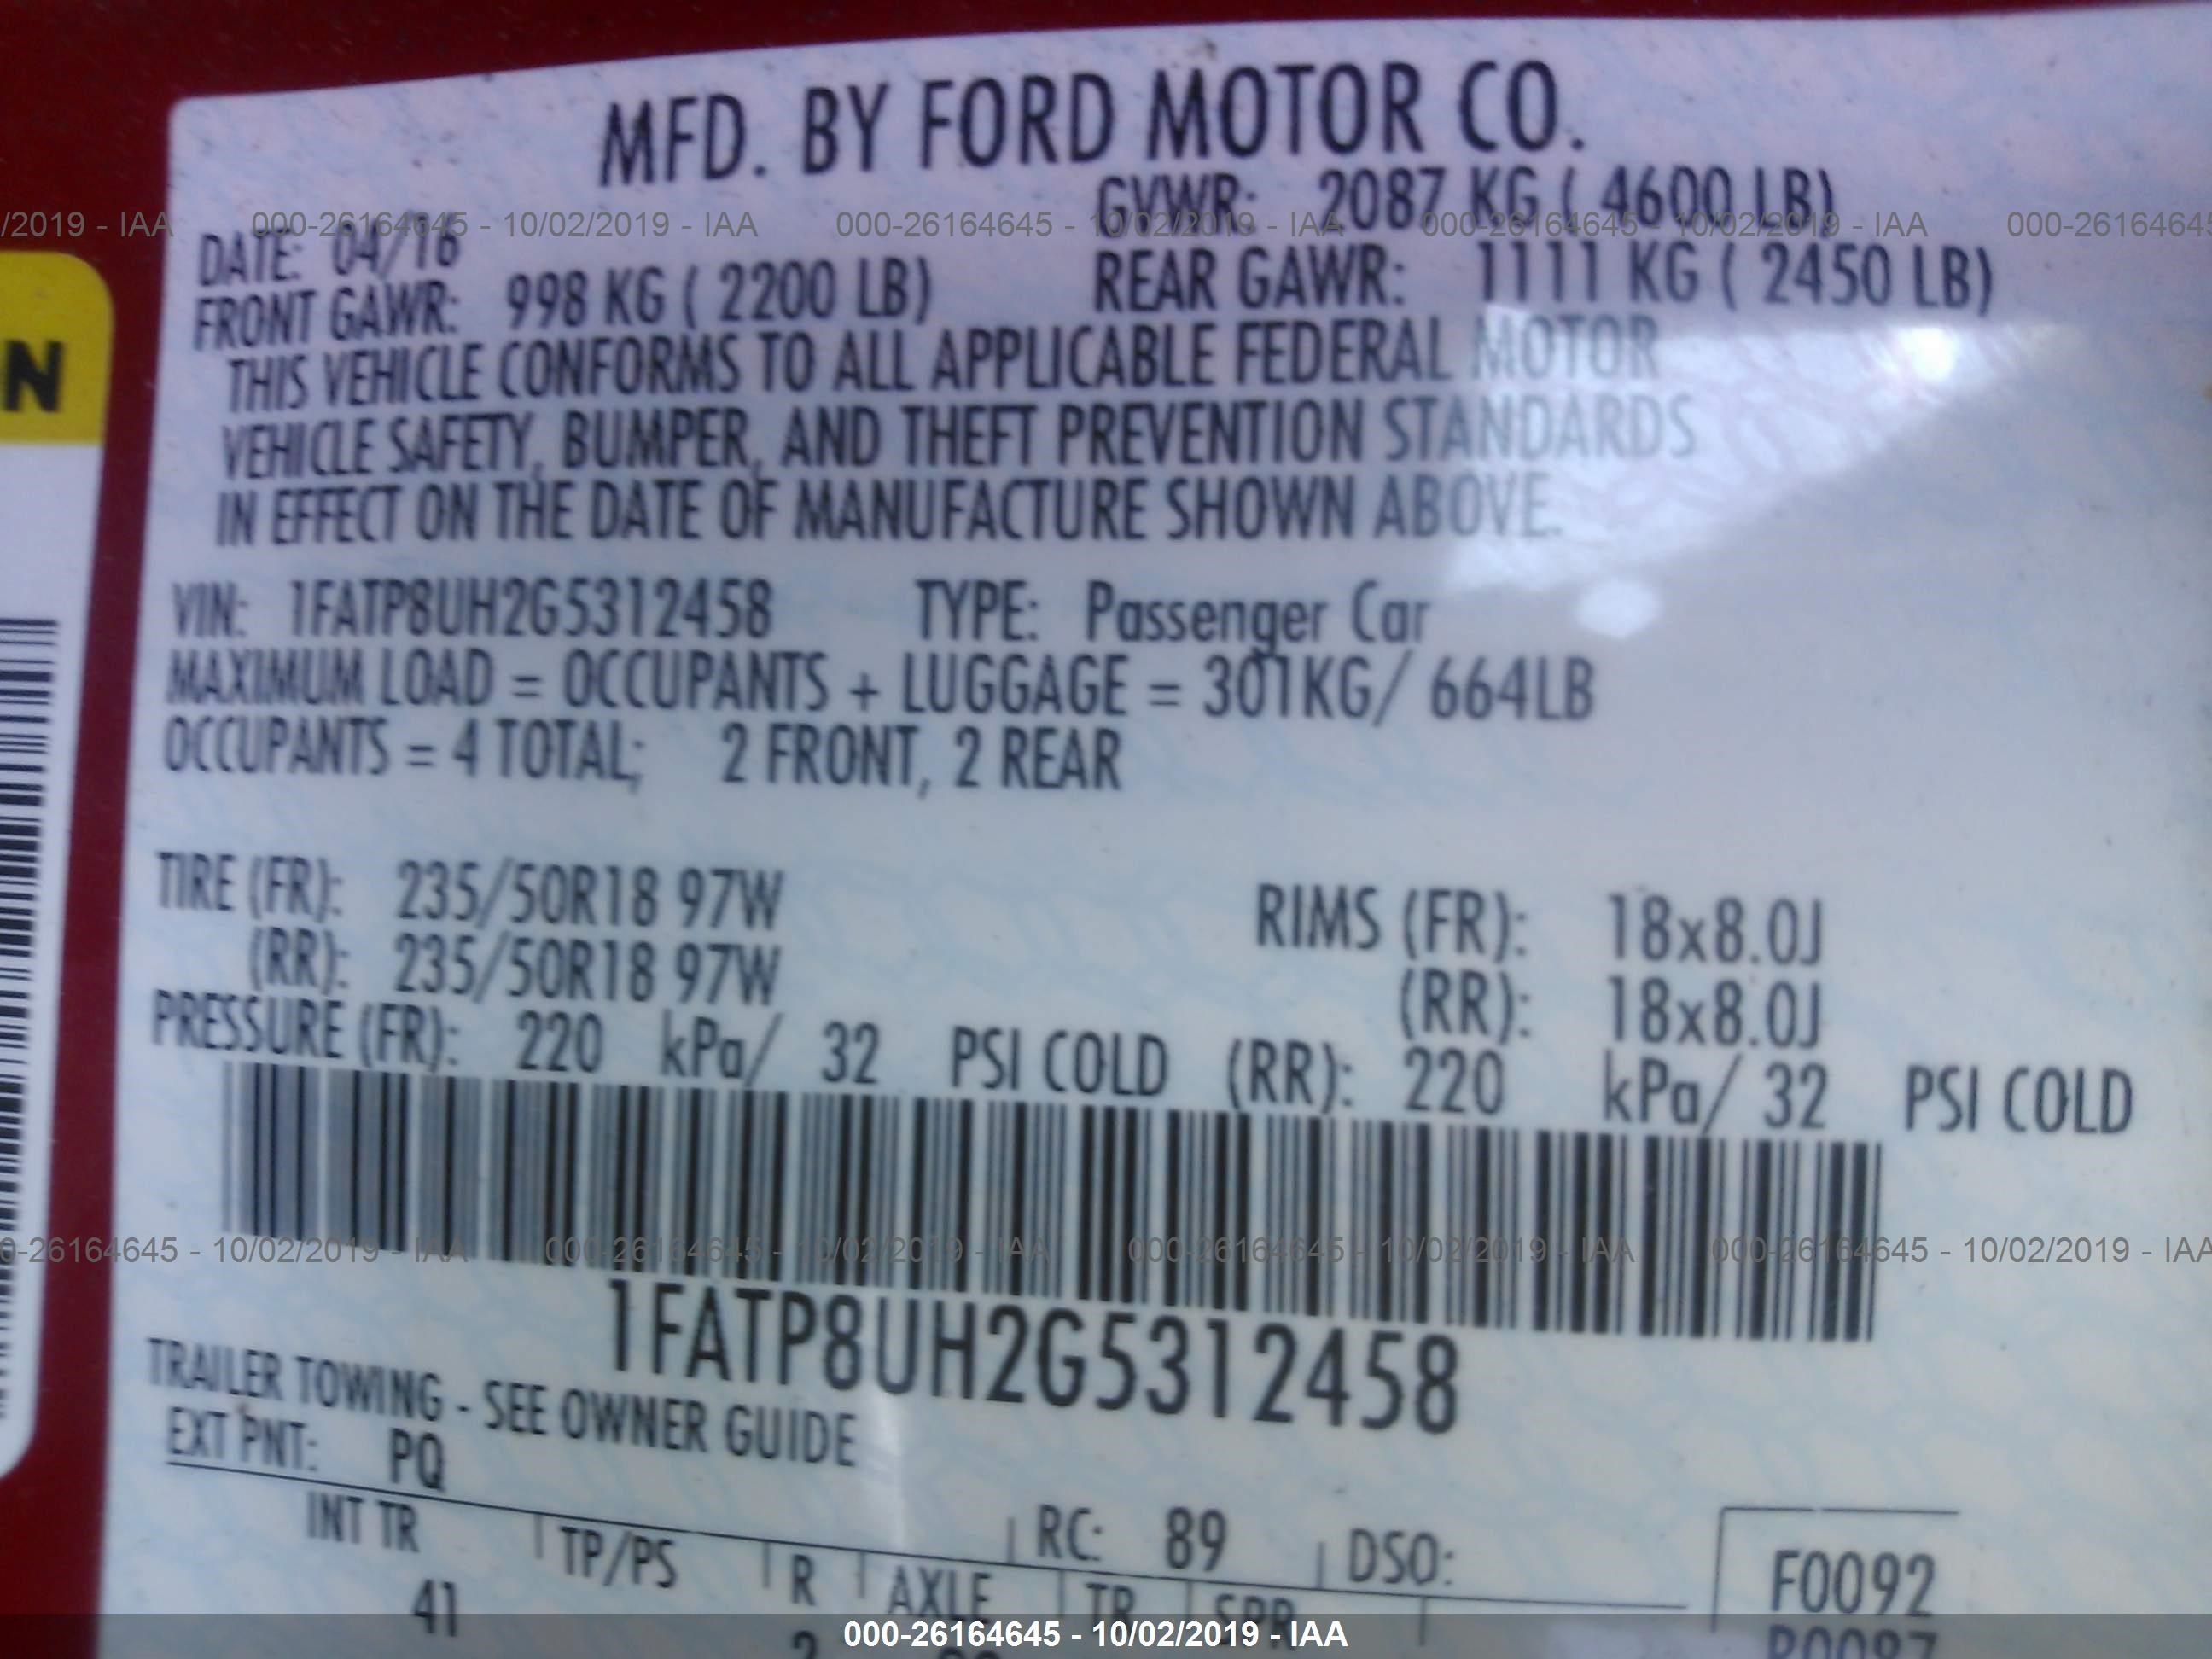 MFD. BY FORD MOTOR CO.
DATE: 04/16 GVWR: 2087 KG ( 4600 LB)
FRONT GAWR: 998 KG ( 2200 LB) REAR GAWR: 1111 KG ( 2450 LB)
THIS VEHICLE CONFORMS TO ALL APPLICABLE FEDERAL MOTOR
VEHICLE SAFETY, BUMPER, AND THEFT PREVENTION STANDARDS
IN EFFECT ON THE DATE OF MANUFACTURE SHOWN ABOVE.
VIN: 1FATP8UH2G5312458 TYPE: Passenger Car
MAXIMUM LOAD = OCCUPANTS + LUGGAGE = 301KG/ 664LB
OCCUPANTS = 4 TOTAL; 2 FRONT, 2 REAR
TIRE (FR): 235/50R18 97W RIMS (FR): 18x8.0J
(RR): 235/50R18 97W (RR): 18x8.0J
PRESSURE (FR): 220 kPa/ 32 PSI COLD (RR): 220 kPa/ 32 PSI COLD
1FATP8UH2G5312458
TRAILER TOWING - SEE OWNER GUIDE
EXT PNT: PQ RC: 89 DSO: F0092
INT TR TP/PS R AXLE TR SPR
41
N
/2019 - IAA 000-26164645 - 10/02/2019 - IAA 000-26164645 - 10/02/2019 - IAA 000-26164645 - 10/02/2019 - IAA 000-261646
0-26164645 - 10/02/2019 - IAA 000-26164645 - 10/02/2019 - IAA 000-26164645 - 10/02/2019 - IAA 000-26164645 - 10/02/2019 - IAA
000-26164645 - 10/02/2019 - IAA